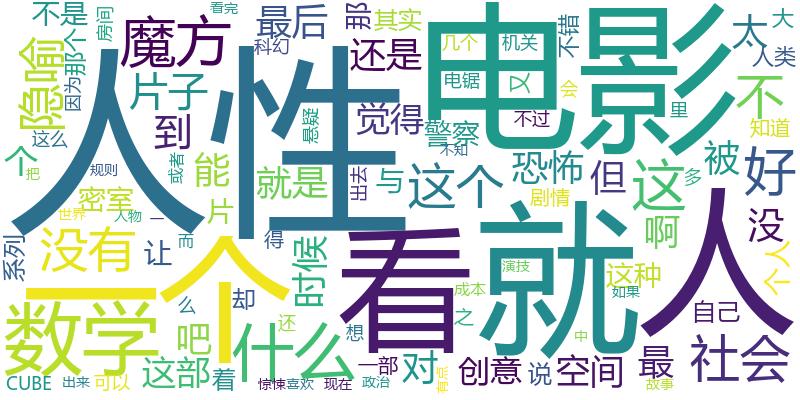 不是
房间
看完
那
其实
大
魔方
最后
科幻
几个
机关
不错
太
人类
隐喻
因为
那个
还是
电影
片子
人性
悬疑
电锯
又
会
不
这么
到
觉得
警察
不过
里
知道
个
把
规则
或者
能
就是
出去
与
这个
不知
恐怖
但
这
被
好
密室
片
剧情
多
世界
人物
一
系列
没有
让
而
得
时候
看
就
人
啊
没
一个
却
演技
这种
个人
数学
么
还
什么
想
成本
之
如果
自己
吧
中
这部
着
一部
对
创意
说
空间
最
社会
CUBE
出来
可以
惊悚
喜欢
现在
政治
有点
故事